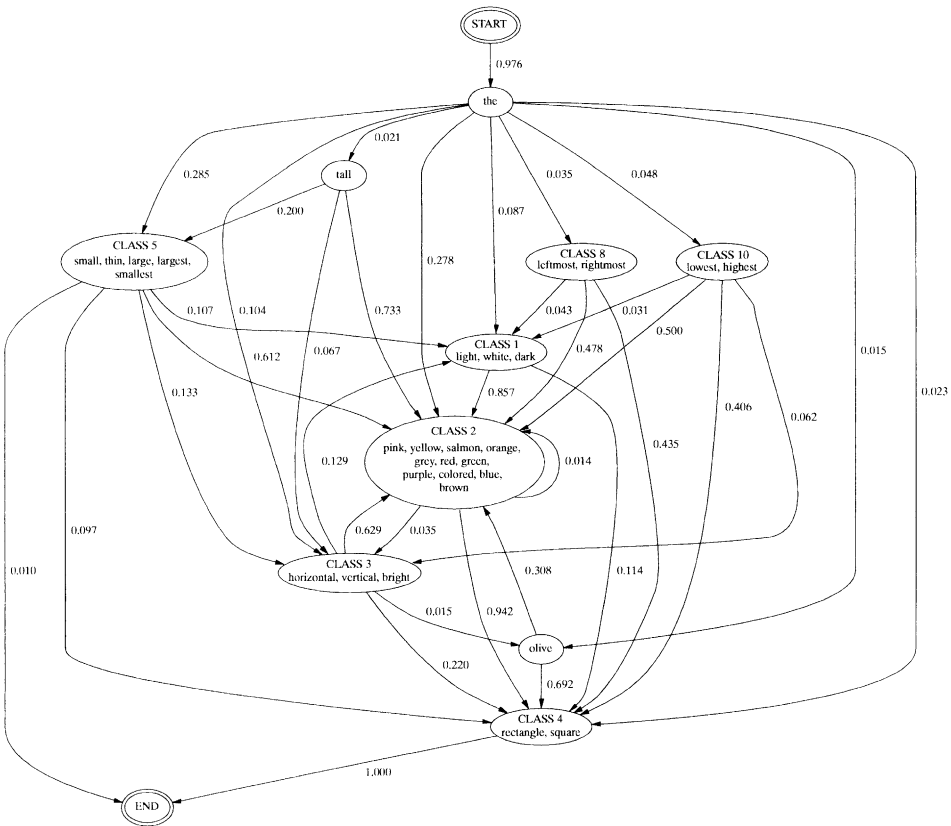 START
0.976
the
0.021
tall
0.285
0.035
0.048
0.200
0.087
CLASS 5
small, thin, large, largest,
smallest
0.278
CLASS 8
leftmost, rightmost
CLASS 10
lowest, highest
0.107
0.104
0.733
0.043
0.031
0.500
0.612
0.067
CLASS 1
light, white, dark
0.478
0.015
0.133
0.857
0.023
0.406
0.062
CLASS 2
pink, yellow, salmon, orange,
grey, red, green,
purple, colored, blue,
brown
0.129
0.014
0.435
0.097
0.629
0.035
0.010
CLASS 3
horizontal, vertical, bright
0.308
0.114
0.015
0.942
olive
0.220
0.692
CLASS 4
rectangle, square
1.000
END